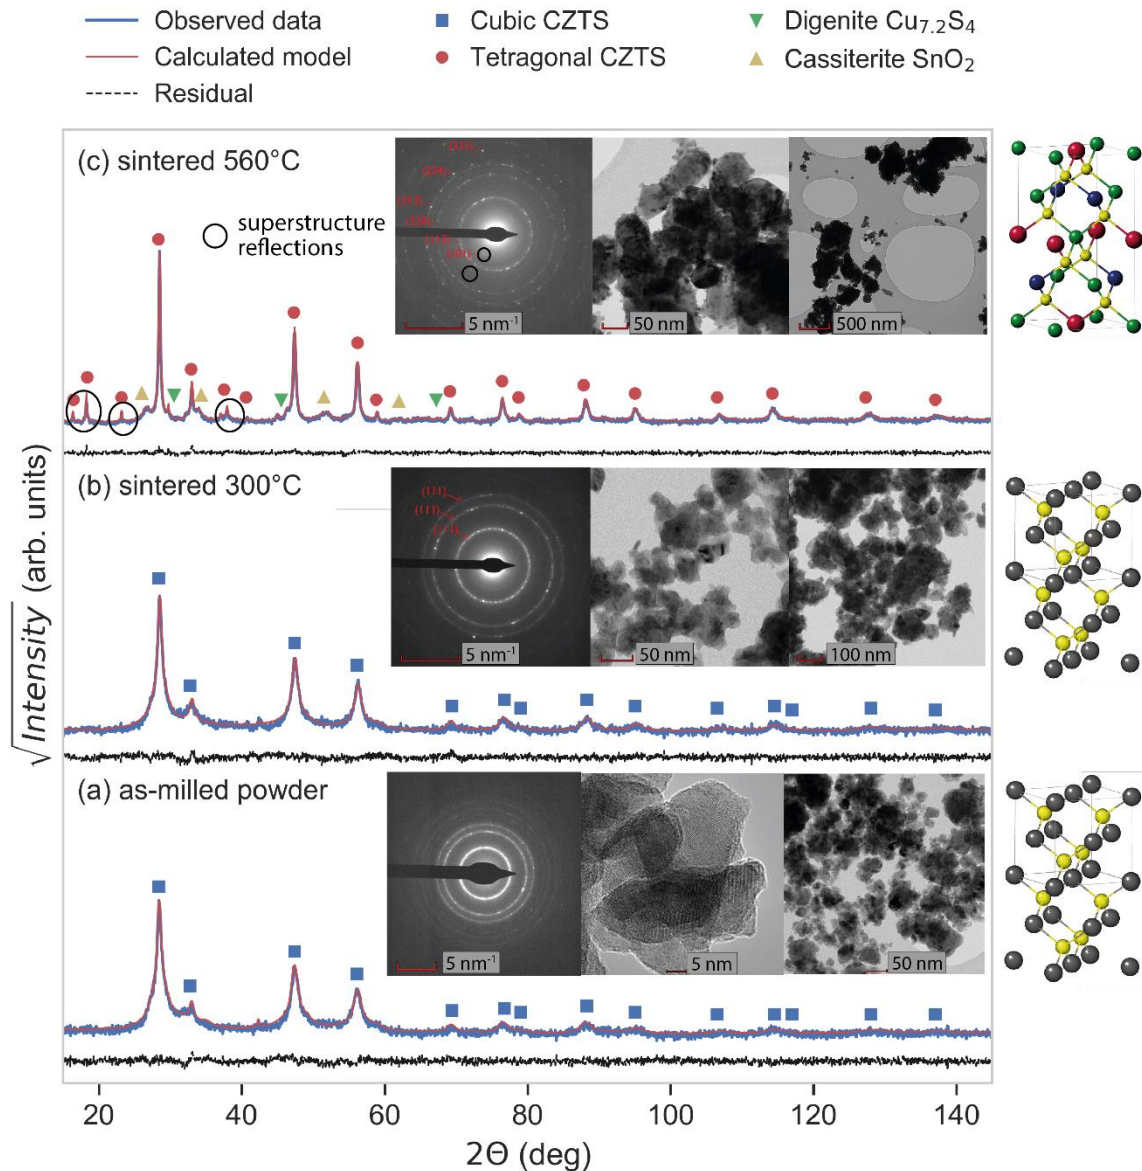 Observed data
Calculated model
Residual
Cubic CZTS
Tetragonal CZTS
Digenite Cu₇.₂S₄
Cassiterite SnO₂
(c) sintered 560°C
superstructure
reflections
5 nm⁻¹
50 nm
500 nm
(b) sintered 300°C
(111)
5 nm⁻¹
50 nm
100 nm
(a) as-milled powder
5 nm⁻¹
5 nm
50 nm
√Intensity (arb. units)
20 40 60 80 100 120 140
2Θ (deg)